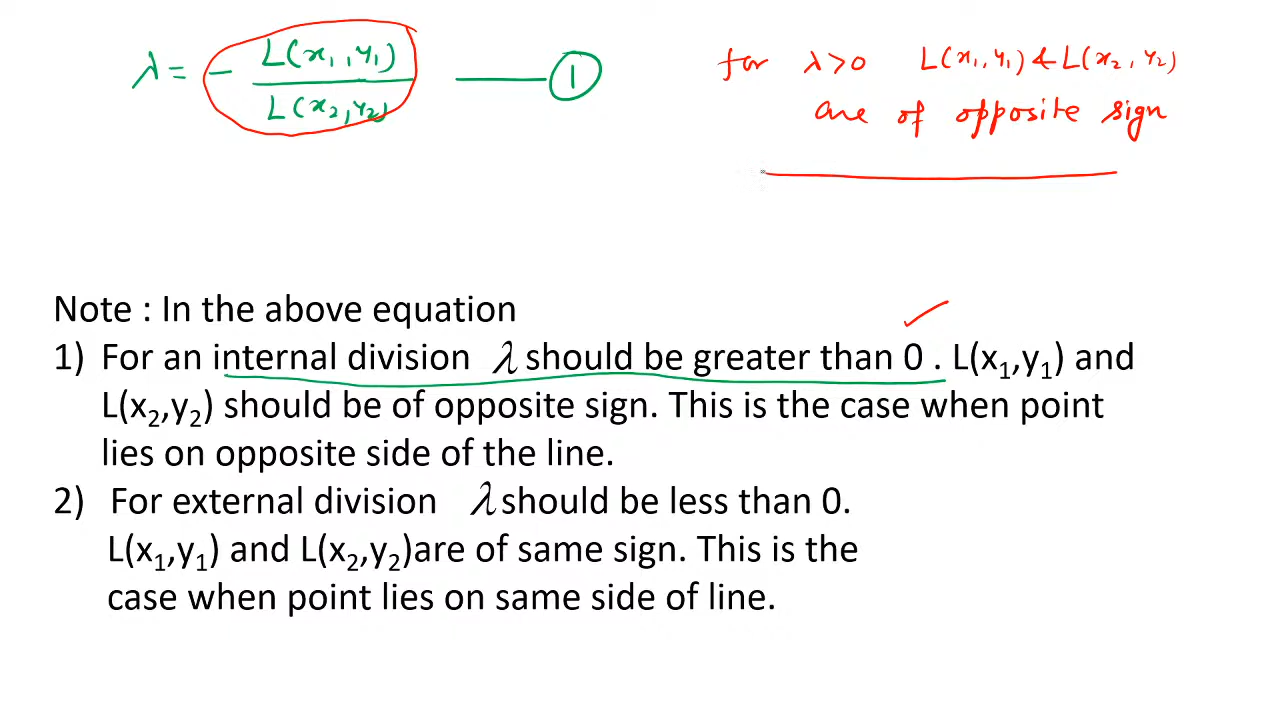 λ = - L(x₁,y₁) / L(x₂,y₂) ——— ①
for λ>0 L(x₁,y₁) & L(x₂,y₂)
are of opposite sign
Note : In the above equation
1) For an internal division λ should be greater than 0 . L(x₁,y₁) and
L(x₂,y₂) should be of opposite sign. This is the case when point
lies on opposite side of the line.
2) For external division λ should be less than 0.
L(x₁,y₁) and L(x₂,y₂)are of same sign. This is the
case when point lies on same side of line.